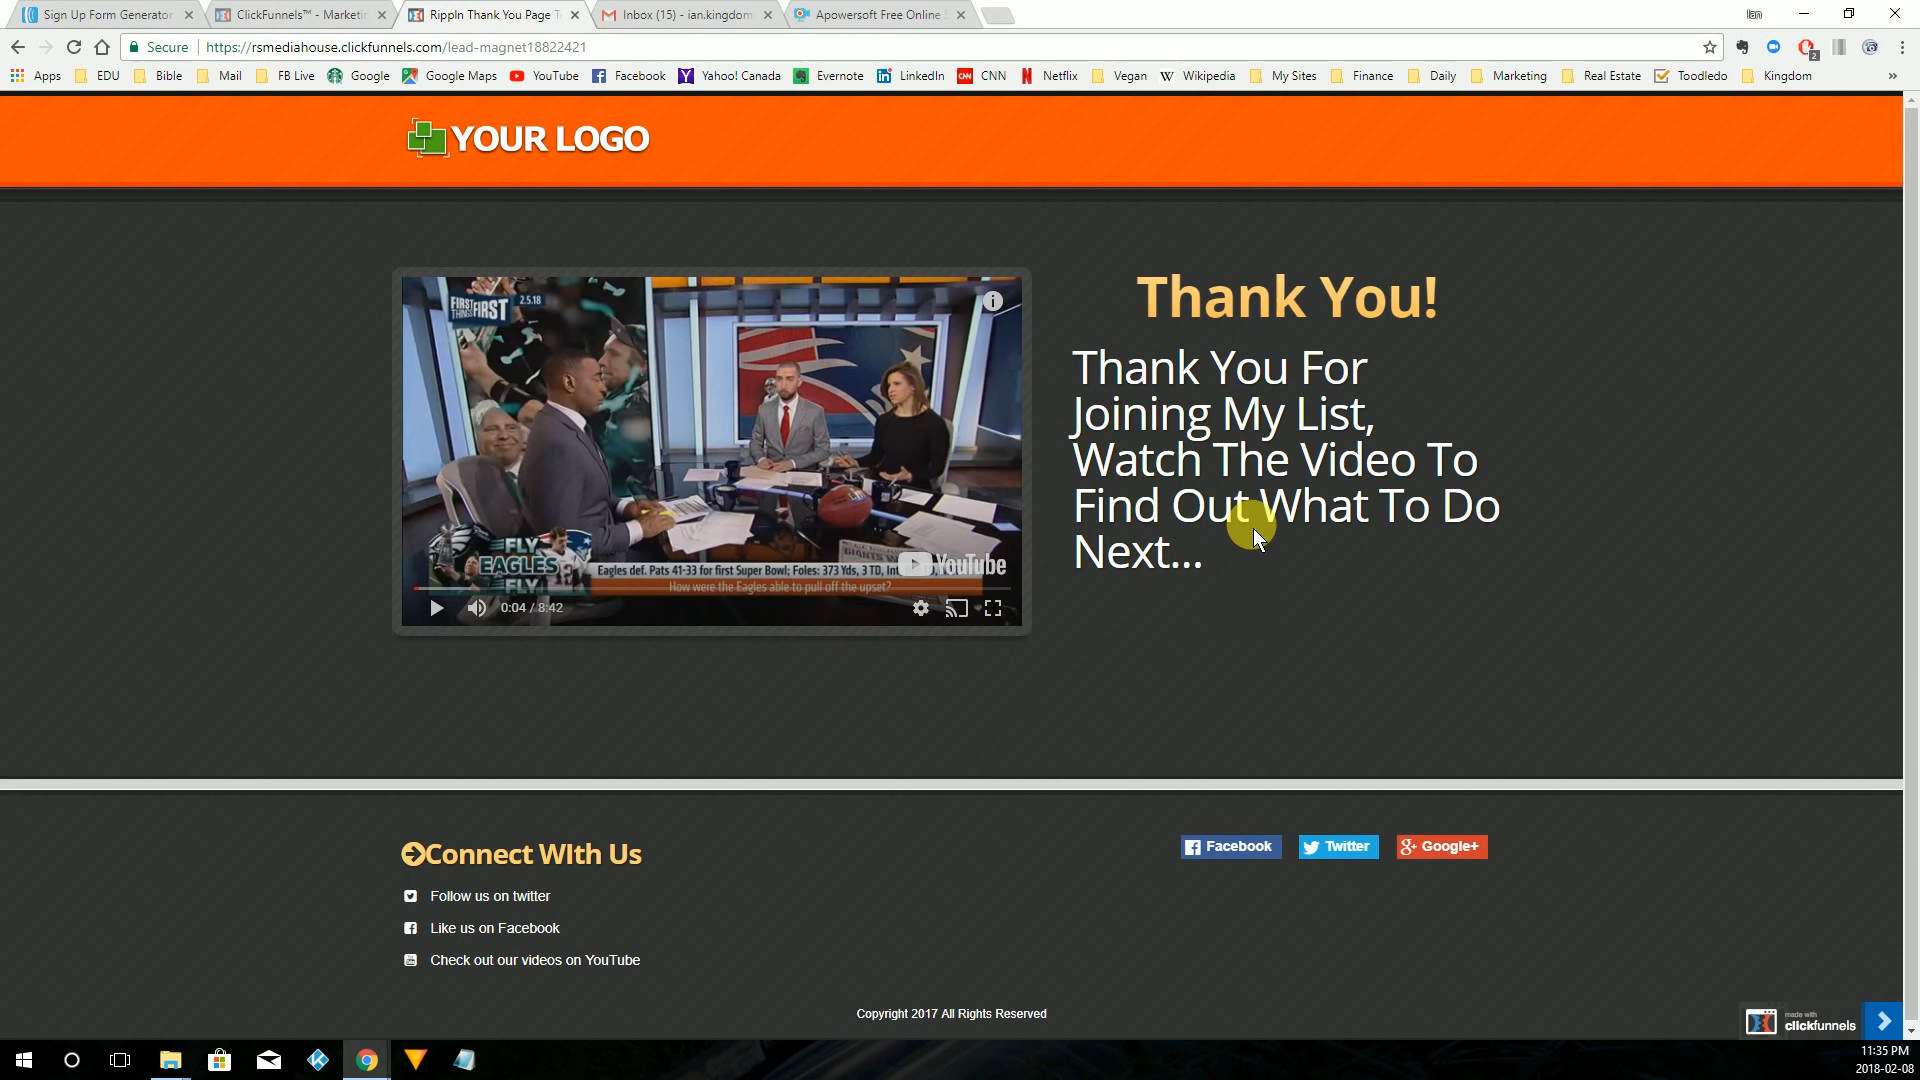 Sign Up Form Generator
ClickFunnels™ - Marketin
Rippln Thank You Page T
Inbox (15) - ian.kingdom
Apowersoft Free Online
Ian
Secure
https://rsmediahouse.clickfunnels.com/lead-magnet18822421
2
Apps EDU Bible Mail FB Live Google Google Maps YouTube Facebook Yahoo! Canada Evernote LinkedIn CNN Netflix Vegan Wikipedia My Sites Finance Daily Marketing Real Estate Toodledo Kingdom »
YOUR LOGO
FIRST THINGS FIRST 2.5.18
FLY
EAGLES
FLY
Eagles def. Pats 41-33 for first Super Bowl; Foles: 373 Yds, 3 TD,
How were the Eagles able to pull off the upset?
YouTube
0:04 / 8:42
Thank You!
Thank You For
Joining My List,
Watch The Video To
Find Out What To Do
Next...
Connect WIth Us
Follow us on twitter
Like us on Facebook
Check out our videos on YouTube
Facebook
Twitter
Google+
Copyright 2017 All Rights Reserved
made with
clickfunnels
11:35 PM
2018-02-08